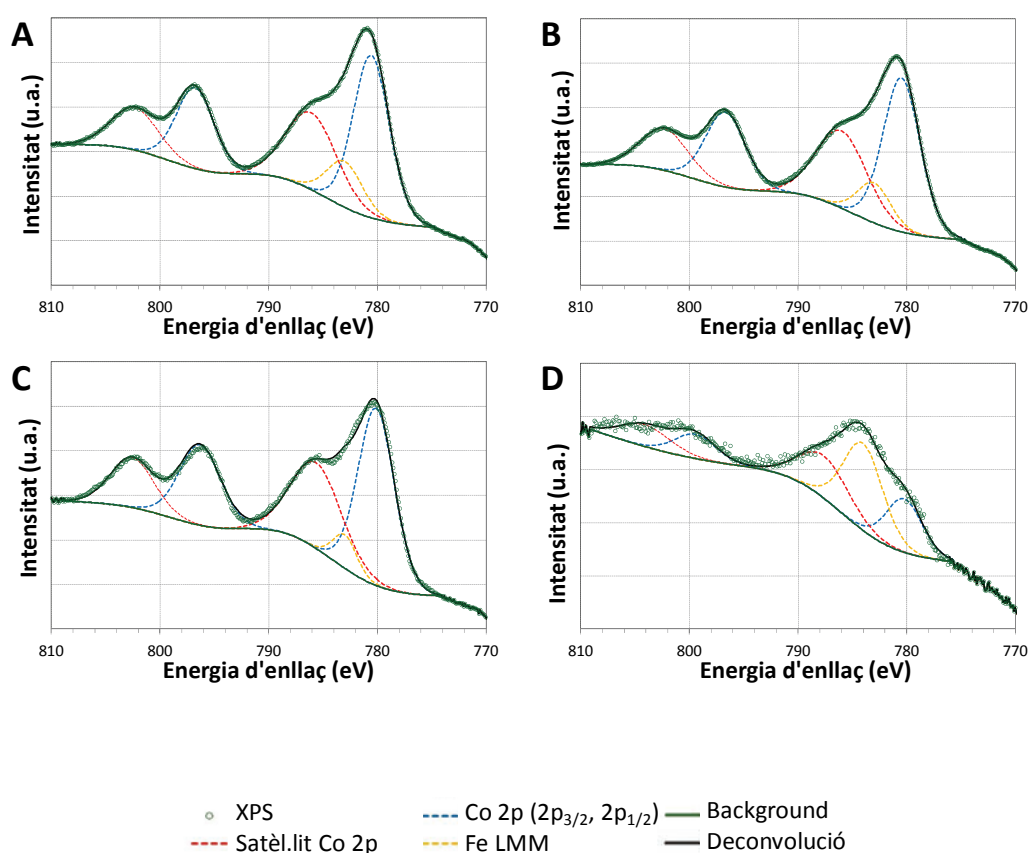 A
B
Intensitat (u.a.)
Intensitat (u.a.)
810 800 790 780 770
810 800 790 780 770
Energia d'enllaç (eV)
Energia d'enllaç (eV)
C
D
Intensitat (u.a.)
Intensitat (u.a.)
810 800 790 780 770
810 800 790 780 770
Energia d'enllaç (eV)
Energia d'enllaç (eV)
XPS
Co 2p (2p3/2, 2p1/2)
Background
Satèl.lit Co 2p
Fe LMM
Deconvolució